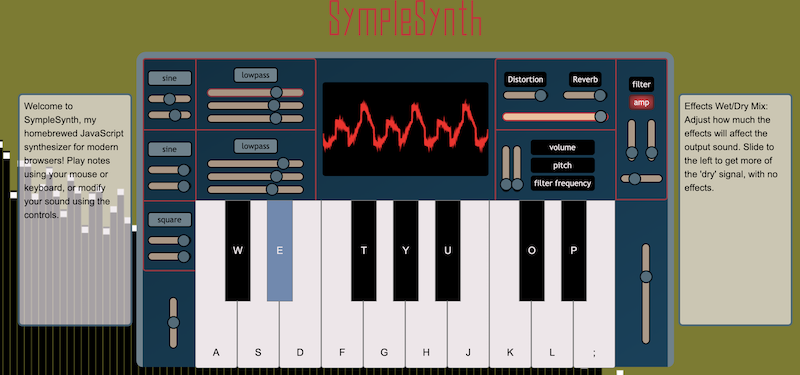 SympleSynth
Welcome to
SympleSynth, my
homebrewed JavaScript
synthesizer for modern
browsers! Play notes
using your mouse or
keyboard, or modify
your sound using the
controls.
sine
lowpass
sine
lowpass
square
Distortion
Reverb
volume
pitch
filter frequency
filter
amp
W
E
T
Y
U
O
P
A
S
D
F
G
H
J
K
L
;
Effects Wet/Dry Mix:
Adjust how much the
effects will affect the
output sound. Slide to
the left to get more of
the 'dry' signal, with no
effects.